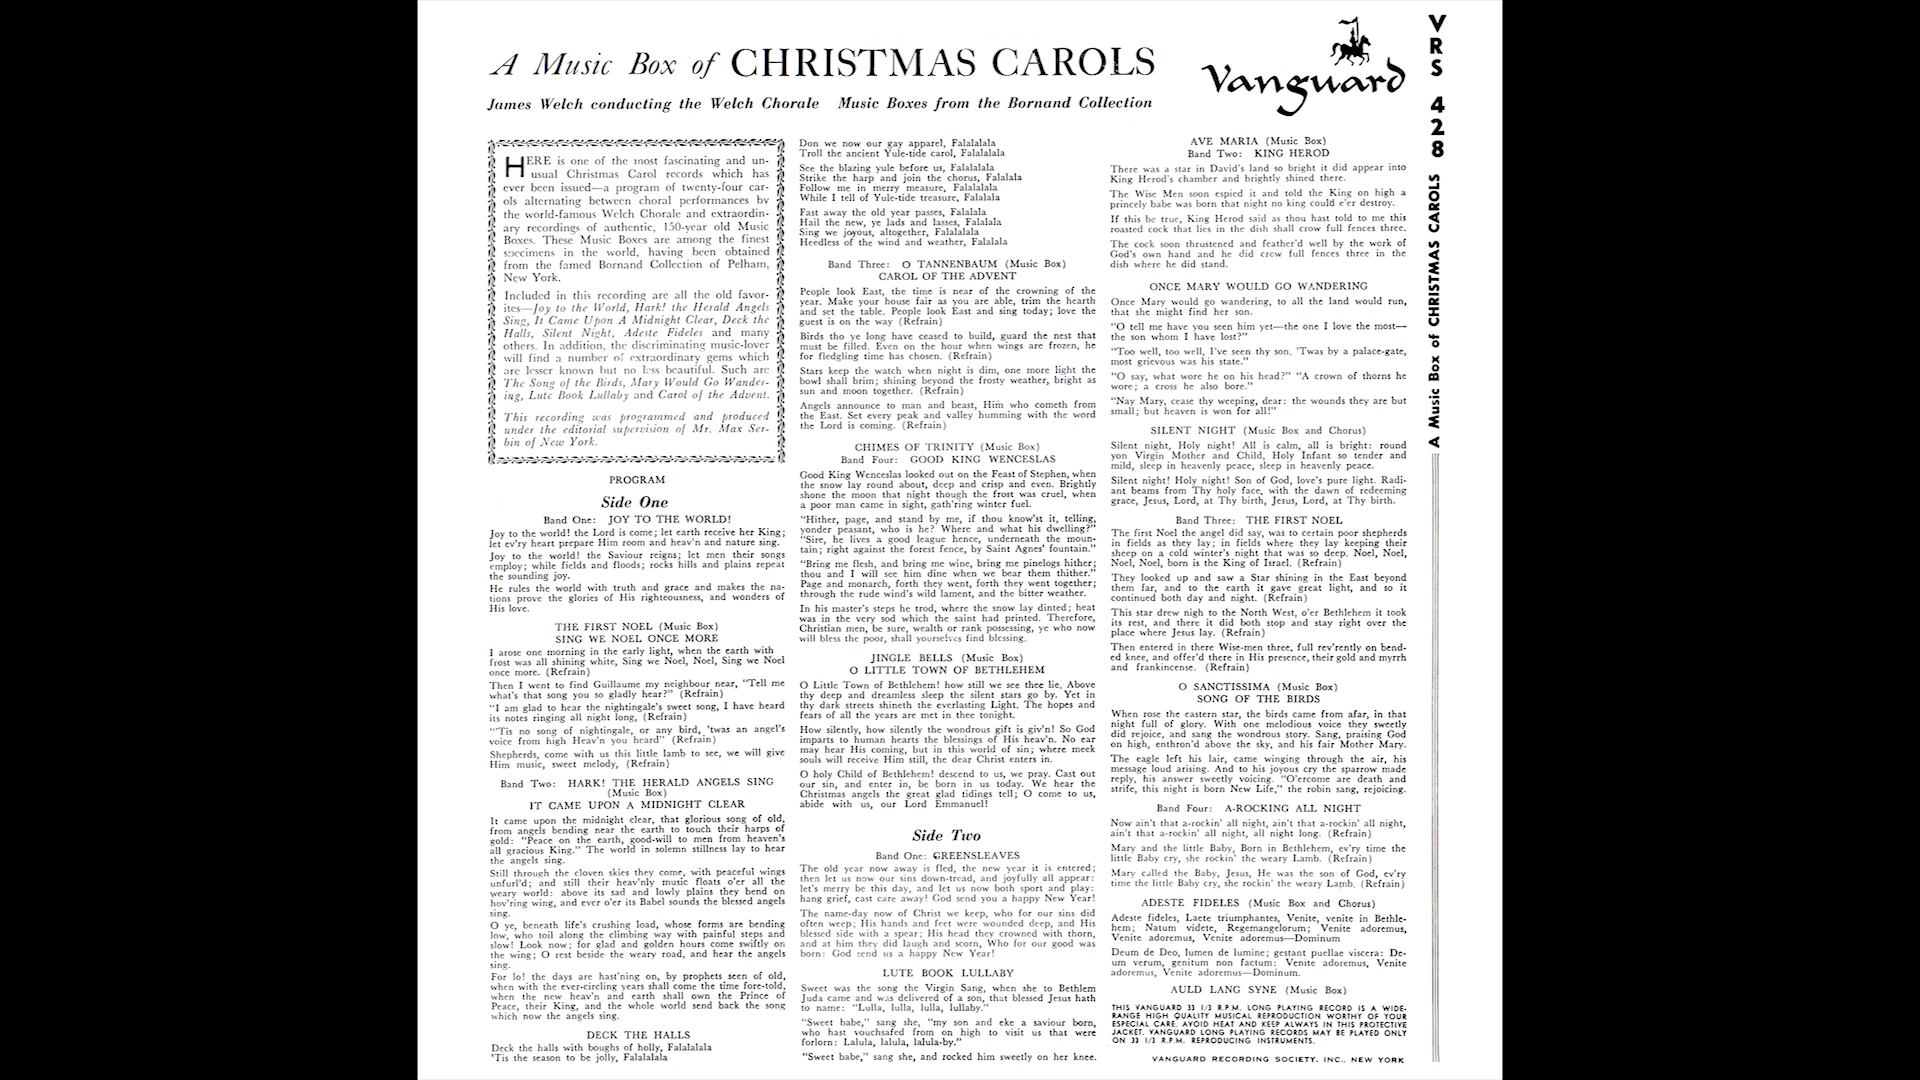 A Music Box of CHRISTMAS CAROLS
James Welch conducting the Welch Chorale Music Boxes from the Bornand Collection
Vanguard
VRS 428
A Music Box of CHRISTMAS CAROLS
HERE is one of the most fascinating and un-
usual Christmas Carol records which has
ever been issued—a program of twenty-four car-
ols alternating between choral performances by
the world-famous Welch Chorale and extraordin-
ary recordings of authentic, 150-year old Music
Boxes. These Music Boxes are among the finest
specimens in the world, having been obtained
from the famed Bornand Collection of Pelham,
New York.
Included in this recording are all the old favor-
ites—Joy to the World, Hark! the Herald Angels
Sing, It Came Upon A Midnight Clear, Deck the
Halls, Silent Night, Adeste Fideles and many
others. In addition, the discriminating music-lover
will find a number of extraordinary gems which
are lesser known but no less beautiful. Such are
The Song of the Birds, Mary Would Go Wander-
ing, Lute Book Lullaby and Carol of the Advent.
This recording was programmed and produced
under the editorial supervision of Mr. Max Ser-
bin of New York.
PROGRAM
Side One
Band One: JOY TO THE WORLD!
Joy to the world! the Lord is come; let earth receive her King;
let ev'ry heart prepare Him room and heav'n and nature sing.
Joy to the world! the Saviour reigns; let men their songs
employ; while fields and floods; rocks hills and plains repeat
the sounding joy.
He rules the world with truth and grace and makes the na-
tions prove the glories of His righteousness, and wonders of
His love.
THE FIRST NOEL (Music Box)
SING WE NOEL ONCE MORE
I arose one morning in the early light, when the earth with
frost was all shining white, Sing we Noel, Noel, Sing we Noel
once more. (Refrain)
Then I went to find Guillaume my neighbour near, "Tell me
what's that song you so gladly hear?" (Refrain)
"I am glad to hear the nightingale's sweet song, I have heard
its notes ringing all night long, (Refrain)
"'Tis no song of nightingale, or any bird, 'twas an angel's
voice from high Heav'n you heard" (Refrain)
Shepherds, come with us this little lamb to see, we will give
Him music, sweet melody, (Refrain)
Band Two: HARK! THE HERALD ANGELS SING
(Music Box)
IT CAME UPON A MIDNIGHT CLEAR
It came upon the midnight clear, that glorious song of old,
from angels bending near the earth to touch their harps of
gold: "Peace on the earth, good-will to men from heaven's
all gracious King." The world in solemn stillness lay to hear
the angels sing.
Still through the cloven skies they come, with peaceful wings
unfurl'd; and still their heav'nly music floats o'er all the
weary world: above its sad and lowly plains they bend on
hov'ring wing, and ever o'er its Babel sounds the blessed angels
sing.
O ye, beneath life's crushing load, whose forms are bending
low, who toil along the climbing way with painful steps and
slow! Look now; for glad and golden hours come swiftly on
the wing; O rest beside the weary road, and hear the angels
sing.
For lo! the days are hast'ning on, by prophets seen of old,
when with the ever-circling years shall come the time fore-told,
when the new heav'n and earth shall own the Prince of
Peace, their King, and the whole world send back the song
which now the angels sing.
DECK THE HALLS
Deck the halls with boughs of holly, Falalalala
'Tis the season to be jolly, Falalalala
Don we now our gay apparel, Falalalala
Troll the ancient Yule-tide carol, Falalalala
See the blazing yule before us, Falalalala
Strike the harp and join the chorus, Falalalala
Follow me in merry measure, Falalalala
While I tell of Yule-tide treasure, Falalalala
Fast away the old year passes, Falalalala
Hail the new, ye lads and lasses, Falalalala
Sing we joyous, altogether, Falalalala
Heedless of the wind and weather, Falalala
Band Three: O TANNENBAUM (Music Box)
CAROL OF THE ADVENT
People look East, the time is near of the crowning of the
year. Make your house fair as you are able, trim the hearth
and set the table. People look East and sing today; love the
guest is on the way (Refrain)
Birds tho ye long have ceased to build, guard the nest that
must be filled. Even on the hour when wings are frozen, he
for fledgling time has chosen. (Refrain)
Stars keep the watch when night is dim, one more light the
bowl shall brim; shining beyond the frosty weather, bright as
sun and moon together. (Refrain)
Angels announce to man and beast, Him who cometh from
the East. Set every peak and valley humming with the word
the Lord is coming. (Refrain)
CHIMES OF TRINITY (Music Box)
Band Four: GOOD KING WENCESLAS
Good King Wenceslas looked out on the Feast of Stephen, when
the snow lay round about, deep and crisp and even. Brightly
shone the moon that night though the frost was cruel, when
a poor man came in sight, gath'ring winter fuel.
"Hither, page, and stand by me, if thou know'st it, telling,
yonder peasant, who is he? Where and what his dwelling?"
"Sire, he lives a good league hence, underneath the moun-
tain; right against the forest fence, by Saint Agnes' fountain."
"Bring me flesh, and bring me wine, bring me pinelogs hither;
thou and I will see him dine when we bear them thither."
Page and monarch, forth they went, forth they went together;
through the rude wind's wild lament, and the bitter weather.
In his master's steps he trod, where the snow lay dinted; heat
was in the very sod which the saint had printed. Therefore,
Christian men, be sure, wealth or rank possessing, ye who now
will bless the poor, shall yourselves find blessing.
JINGLE BELLS (Music Box)
O LITTLE TOWN OF BETHLEHEM
O Little Town of Bethlehem! how still we see thee lie, Above
thy deep and dreamless sleep the silent stars go by. Yet in
thy dark streets shineth the everlasting Light. The hopes and
fears of all the years are met in thee tonight.
How silently, how silently the wondrous gift is giv'n! So God
imparts to human hearts the blessings of His heav'n. No ear
may hear His coming, but in this world of sin; where meek
souls will receive Him still, the dear Christ enters in.
O holy Child of Bethlehem! descend to us, we pray. Cast out
our sin, and enter in, be born in us today. We hear the
Christmas angels the great glad tidings tell; O come to us,
abide with us, our Lord Emmanuel!
Side Two
Band One: GREENSLEAVES
The old year now away is fled, the new year it is entered;
then let us now our sins down-tread, and joyfully all appear:
let's merry be this day, and let us now both sport and play:
hang grief, cast care away! God send you a happy New Year!
The name-day now of Christ we keep, who for our sins did
often weep; His hands and feet were wounded deep, and His
blessed side with a spear; His head they crowned with thorn,
and at him they did laugh and scorn, Who for our good was
born: God send us a happy New Year!
LUTE BOOK LULLABY
Sweet was the song the Virgin Sang, when she to Bethlem
Juda came and was delivered of a son, that blessed Jesus hath
to name: "Lulla, lulla, lulla, lullaby."
"Sweet babe," sang she, "my son and eke a saviour born,
who hast vouchsafed from on high to visit us that were
forlorn: Lalula, lalula, lalula-by."
"Sweet babe," sang she, and rocked him sweetly on her knee.
AVE MARIA (Music Box)
Band Two: KING HEROD
There was a star in David's land so bright it did appear into
King Herod's chamber and brightly shined there.
The Wise Men soon espied it and told the King on high a
princely babe was born that night no king could e'er destroy.
If this be true, King Herod said as thou hast told to me this
roasted cock that lies in the dish shall crow full fences three.
The cock soon thrustened and feather'd well by the work of
God's own hand and he did crow full fences three in the
dish where he did stand.
ONCE MARY WOULD GO WANDERING
Once Mary would go wandering, to all the land would run,
that she might find her son.
"O tell me have you seen him yet—the one I love the most—
the son whom I have lost?"
"Too well, too well, I've seen thy son. 'Twas by a palace-gate,
most grievous was his state."
"O say, what wore he on his head?" "A crown of thorns he
wore; a cross he also bore."
"Nay Mary, cease thy weeping, dear: the wounds they are but
small; but heaven is won for all!"
SILENT NIGHT (Music Box and Chorus)
Silent night, Holy night! All is calm, all is bright: round
yon Virgin Mother and Child, Holy Infant so tender and
mild, sleep in heavenly peace, sleep in heavenly peace.
Silent night! Holy night! Son of God, love's pure light. Radi-
ant beams from Thy holy face, with the dawn of redeeming
grace, Jesus, Lord, at Thy birth, Jesus, Lord, at Thy birth.
Band Three: THE FIRST NOEL
The first Noel the angel did say, was to certain poor shepherds
in fields as they lay; in fields where they lay keeping their
sheep on a cold winter's night that was so deep. Noel, Noel,
Noel, Noel, born is the King of Israel. (Refrain)
They looked up and saw a Star shining in the East beyond
them far, and to the earth it gave great light, and so it
continued both day and night. (Refrain)
This star drew nigh to the North West, o'er Bethlehem it took
its rest, and there it did both stop and stay right over the
place where Jesus lay. (Refrain)
Then entered in there Wise-men three, full rev'rently on bend-
ed knee, and offer'd there in His presence, their gold and myrrh
and frankincense. (Refrain)
O SANCTISSIMA (Music Box)
SONG OF THE BIRDS
When rose the eastern star, the birds came from afar, in that
night full of glory. With one melodious voice they sweetly
did rejoice, and sang the wondrous story. Sang, praising God
on high, enthron'd above the sky, and his fair Mother Mary.
The eagle left his lair, came winging through the air, his
message loud arising. And to his joyous cry the sparrow made
reply, his answer sweetly voicing. "O'ercome are death and
strife, this night is born New Life," the robin sang, rejoicing.
Band Four: A-ROCKING ALL NIGHT
Now ain't that a-rockin' all night, ain't that a-rockin' all night,
ain't that a-rockin' all night, all night long. (Refrain)
Mary and the little Baby, Born in Bethlehem, ev'ry time the
little Baby cry, she rockin' the weary Lamb. (Refrain)
Mary called the Baby, Jesus, He was the son of God, ev'ry
time the little Baby cry, she rockin' the weary Lamb. (Refrain)
ADESTE FIDELES (Music Box and Chorus)
Adeste fideles, Laete triumphantes, Venite, venite in Bethle-
hem; Natum videte, Regemangelorum; Venite adoremus,
Venite adoremus, Venite adoremus—Dominum
Deum de Deo, lumen de lumine; gestant puellae viscera: De-
um verum, genitum non factum: Venite adoremus, Venite
adoremus, Venite adoremus—Dominum.
AULD LANG SYNE (Music Box)
THIS VANGUARD 33 1/3 R.P.M. LONG PLAYING RECORD IS A WIDE-
RANGE HIGH QUALITY MUSICAL REPRODUCTION WORTHY OF YOUR
ESPECIAL CARE. AVOID HEAT AND KEEP ALWAYS IN THIS PROTECTIVE
JACKET. VANGUARD LONG PLAYING RECORDS MAY BE PLAYED ONLY
ON 33 1/3 R.P.M. REPRODUCING INSTRUMENTS.
VANGUARD RECORDING SOCIETY, INC., NEW YORK